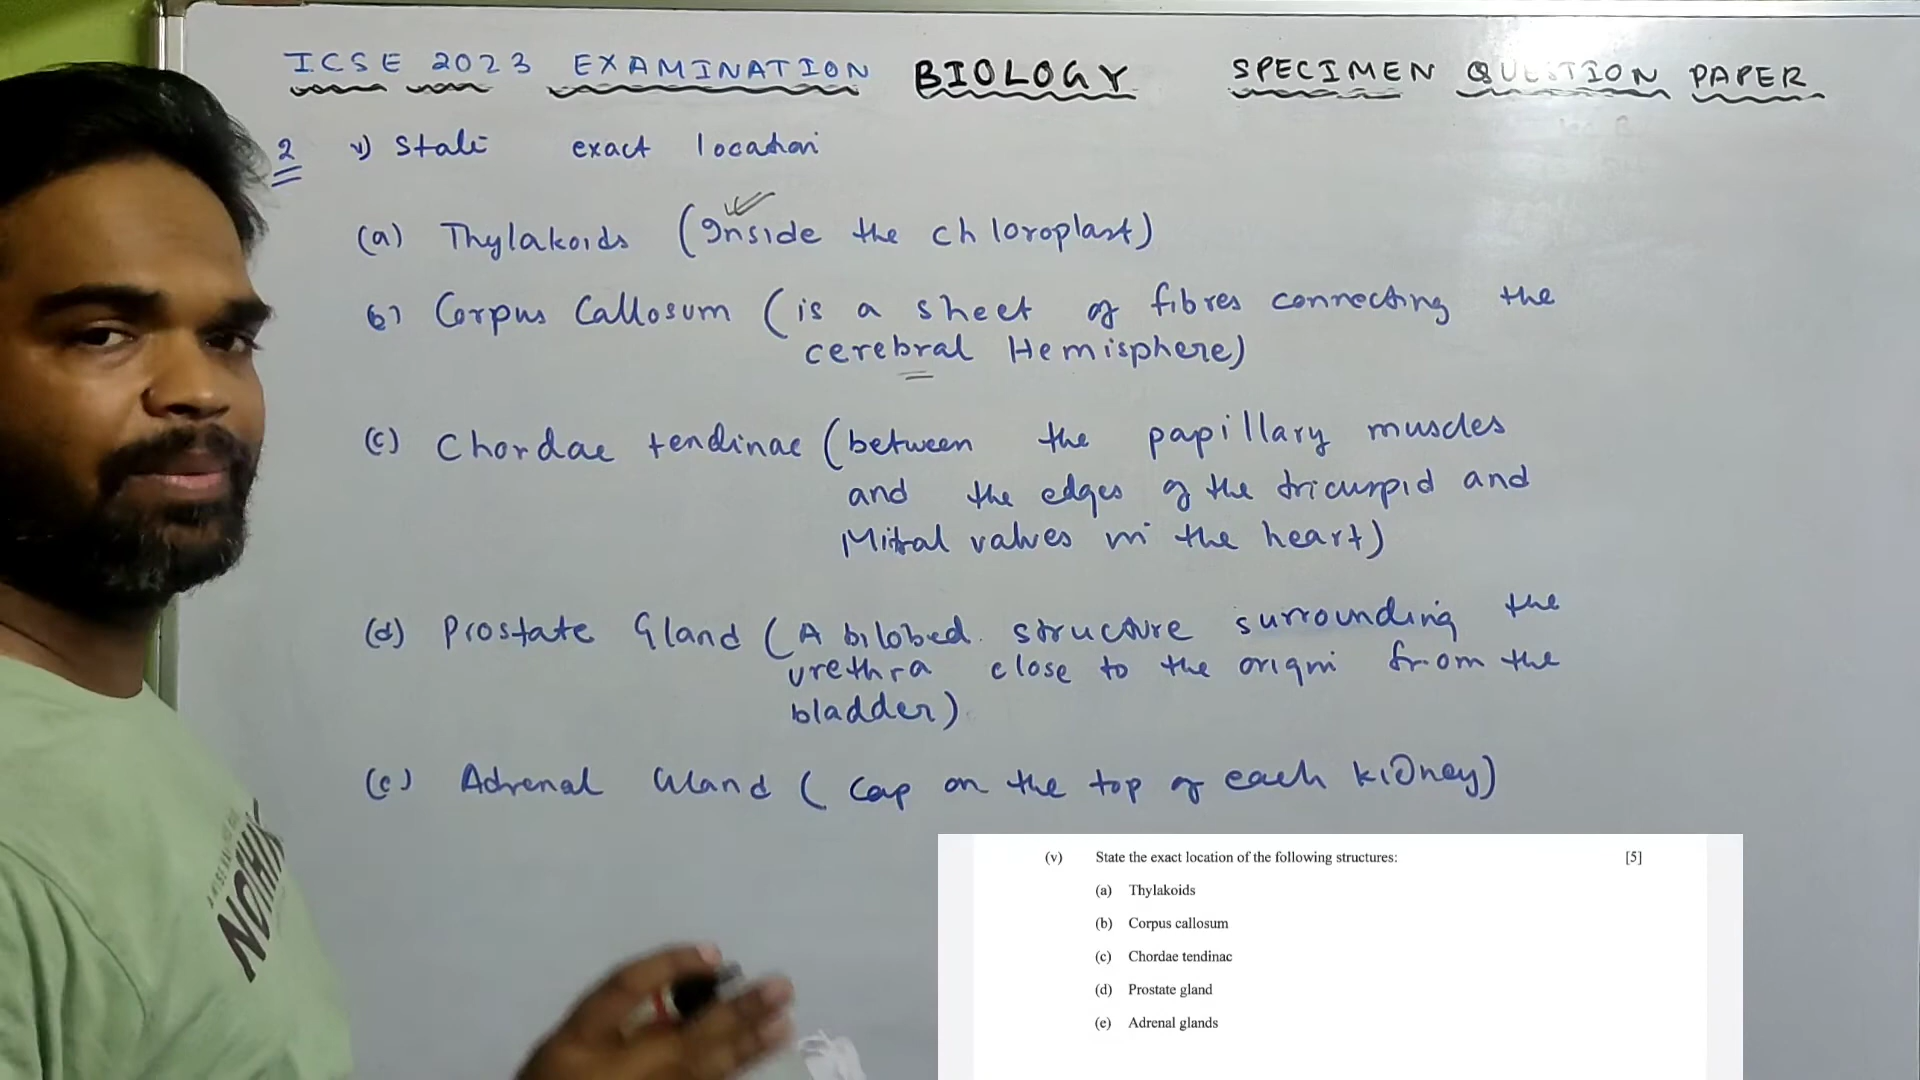 ICSE 2023 EXAMINATION BIOLOGY SPECIMEN QUESTION PAPER
2 v) State exact location
(a) Thylakoids (Inside the chloroplast)
(b) Corpus Callosum (is a sheet of fibres connecting the
cerebral Hemisphere)
(c) Chordae tendinae (between the papillary muscles
and the edges of the tricuspid and
Mitral valves in the heart)
(d) Prostate Gland (A bilobed structure surrounding the
urethra close to the origin from the
bladder)
(e) Adrenal Gland (Cap on the top of each kidney)
NOIHIN
(v) State the exact location of the following structures: [5]
(a) Thylakoids
(b) Corpus callosum
(c) Chordae tendinac
(d) Prostate gland
(e) Adrenal glands